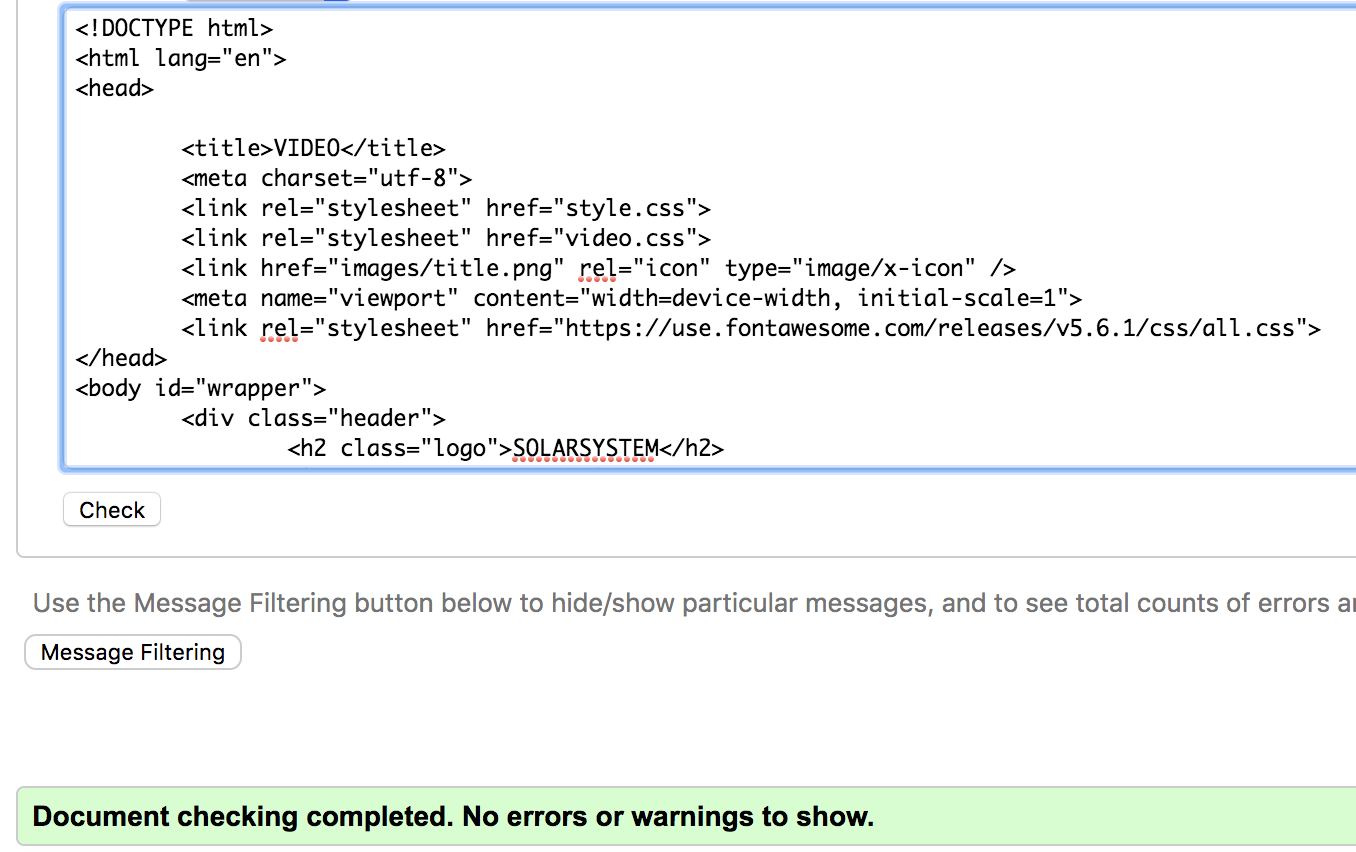 <!DOCTYPE html>
<html lang="en">
<head>
<title>VIDEO</title>
<meta charset="utf-8">
<link rel="stylesheet" href="style.css">
<link rel="stylesheet" href="video.css">
<link href="images/title.png" rel="icon" type="image/x-icon" />
<meta name="viewport" content="width=device-width, initial-scale=1">
<link rel="stylesheet" href="https://use.fontawesome.com/releases/v5.6.1/css/all.css">
</head>
<body id="wrapper">
<div class="header">
<h2 class="logo">SOLARSYSTEM</h2>
Check
Use the Message Filtering button below to hide/show particular messages, and to see total counts of errors
Message Filtering
Document checking completed. No errors or warnings to show.